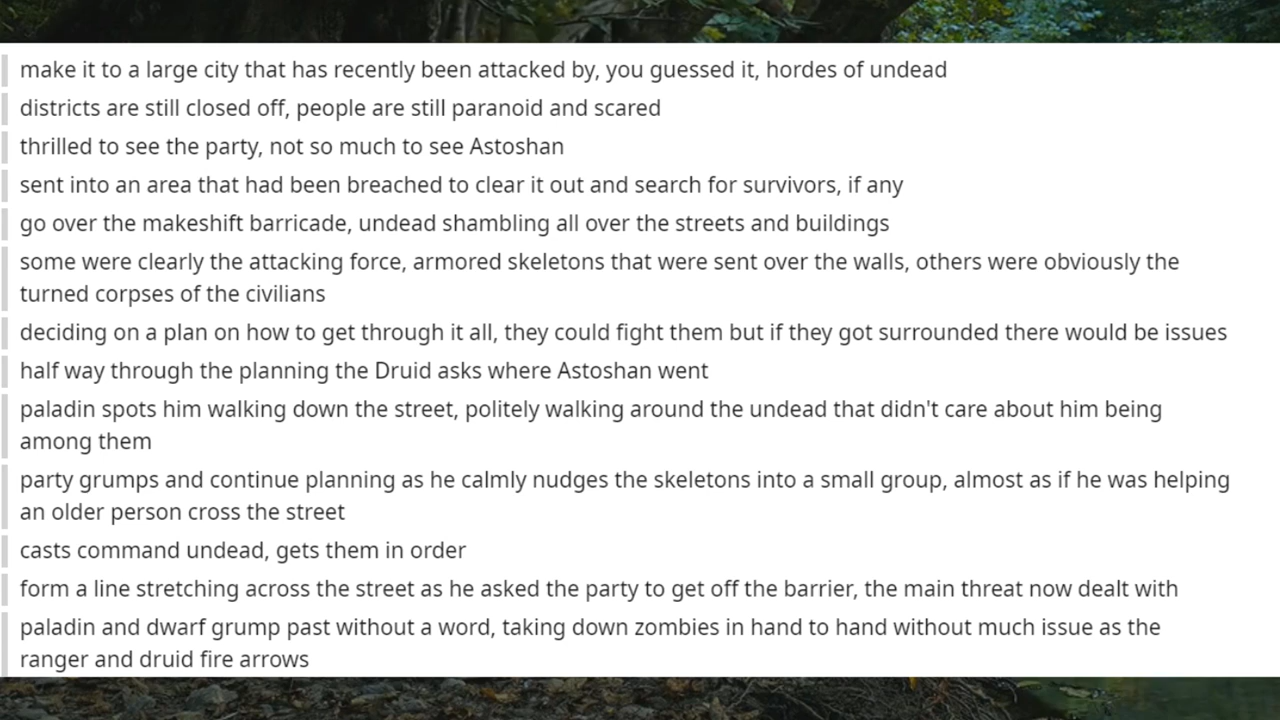 make it to a large city that has recently been attacked by, you guessed it, hordes of undead
districts are still closed off, people are still paranoid and scared
thrilled to see the party, not so much to see Astoshan
sent into an area that had been breached to clear it out and search for survivors, if any
go over the makeshift barricade, undead shambling all over the streets and buildings
some were clearly the attacking force, armored skeletons that were sent over the walls, others were obviously the
turned corpses of the civilians
deciding on a plan on how to get through it all, they could fight them but if they got surrounded there would be issues
half way through the planning the Druid asks where Astoshan went
paladin spots him walking down the street, politely walking around the undead that didn't care about him being
among them
party grumps and continue planning as he calmly nudges the skeletons into a small group, almost as if he was helping
an older person cross the street
casts command undead, gets them in order
form a line stretching across the street as he asked the party to get off the barrier, the main threat now dealt with
paladin and dwarf grump past without a word, taking down zombies in hand to hand without much issue as the
ranger and druid fire arrows